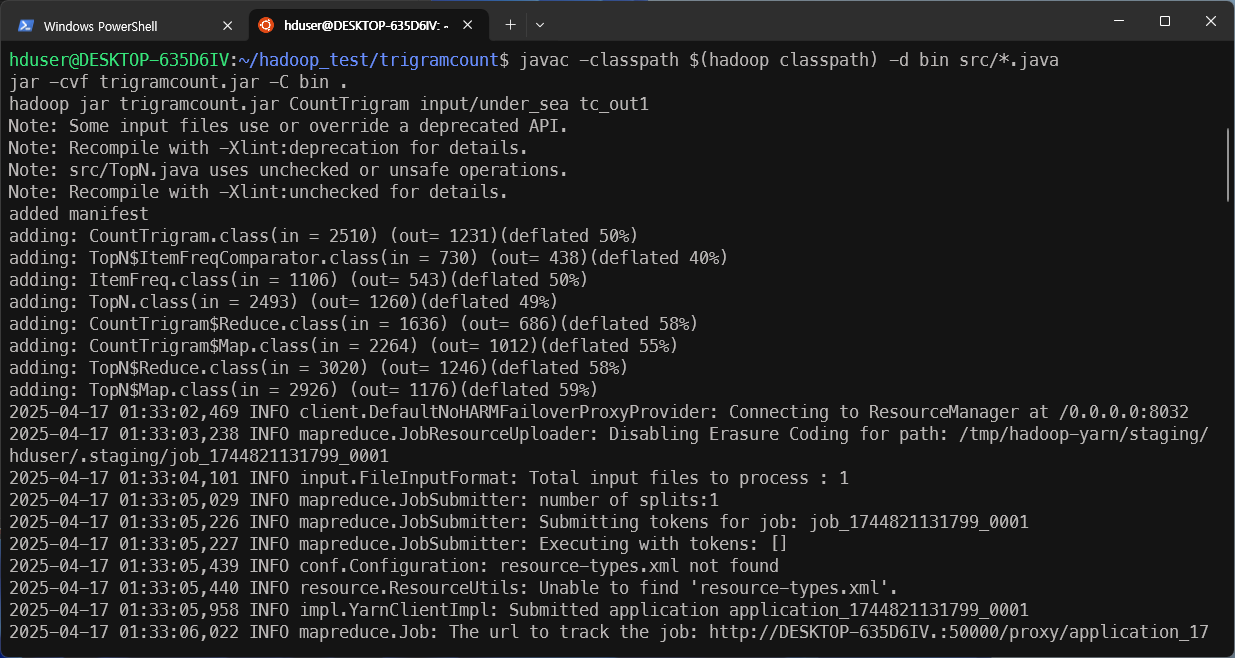 Windows PowerShell
hduser@DESKTOP-635D6IV: ~
hduser@DESKTOP-635D6IV:~/hadoop_test/trigramcount$ javac -classpath $(hadoop classpath) -d bin src/*.java
jar -cvf trigramcount.jar -C bin .
hadoop jar trigramcount.jar CountTrigram input/under_sea tc_out1
Note: Some input files use or override a deprecated API.
Note: Recompile with -Xlint:deprecation for details.
Note: src/TopN.java uses unchecked or unsafe operations.
Note: Recompile with -Xlint:unchecked for details.
added manifest
adding: CountTrigram.class(in = 2510) (out= 1231)(deflated 50%)
adding: TopN$ItemFreqComparator.class(in = 730) (out= 438)(deflated 40%)
adding: ItemFreq.class(in = 1106) (out= 543)(deflated 50%)
adding: TopN.class(in = 2493) (out= 1260)(deflated 49%)
adding: CountTrigram$Reduce.class(in = 1636) (out= 686)(deflated 58%)
adding: CountTrigram$Map.class(in = 2264) (out= 1012)(deflated 55%)
adding: TopN$Reduce.class(in = 3020) (out= 1246)(deflated 58%)
adding: TopN$Map.class(in = 2926) (out= 1176)(deflated 59%)
2025-04-17 01:33:02,469 INFO client.DefaultNoHARMFailoverProxyProvider: Connecting to ResourceManager at /0.0.0.0:8032
2025-04-17 01:33:03,238 INFO mapreduce.JobResourceUploader: Disabling Erasure Coding for path: /tmp/hadoop-yarn/staging/
hduser/.staging/job_1744821131799_0001
2025-04-17 01:33:04,101 INFO input.FileInputFormat: Total input files to process : 1
2025-04-17 01:33:05,029 INFO mapreduce.JobSubmitter: number of splits:1
2025-04-17 01:33:05,226 INFO mapreduce.JobSubmitter: Submitting tokens for job: job_1744821131799_0001
2025-04-17 01:33:05,227 INFO mapreduce.JobSubmitter: Executing with tokens: []
2025-04-17 01:33:05,439 INFO conf.Configuration: resource-types.xml not found
2025-04-17 01:33:05,440 INFO resource.ResourceUtils: Unable to find 'resource-types.xml'.
2025-04-17 01:33:05,958 INFO impl.YarnClientImpl: Submitted application application_1744821131799_0001
2025-04-17 01:33:06,022 INFO mapreduce.Job: The url to track the job: http://DESKTOP-635D6IV.:50000/proxy/application_17